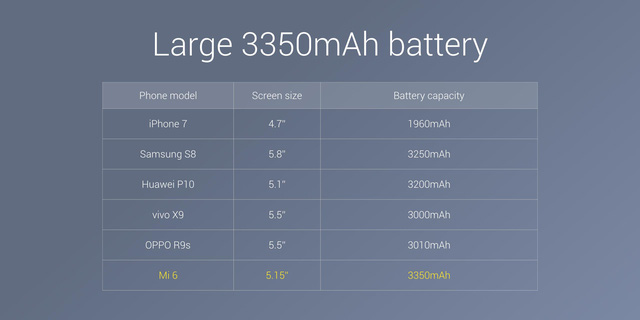 Large 3350mAh battery
Phone model Screen size Battery capacity
iPhone 7 4.7" 1960mAh
Samsung S8 5.8" 3250mAh
Huawei P10 5.1" 3200mAh
vivo X9 5.5" 3000mAh
OPPO R9s 5.5" 3010mAh
Mi 6 5.15" 3350mAh